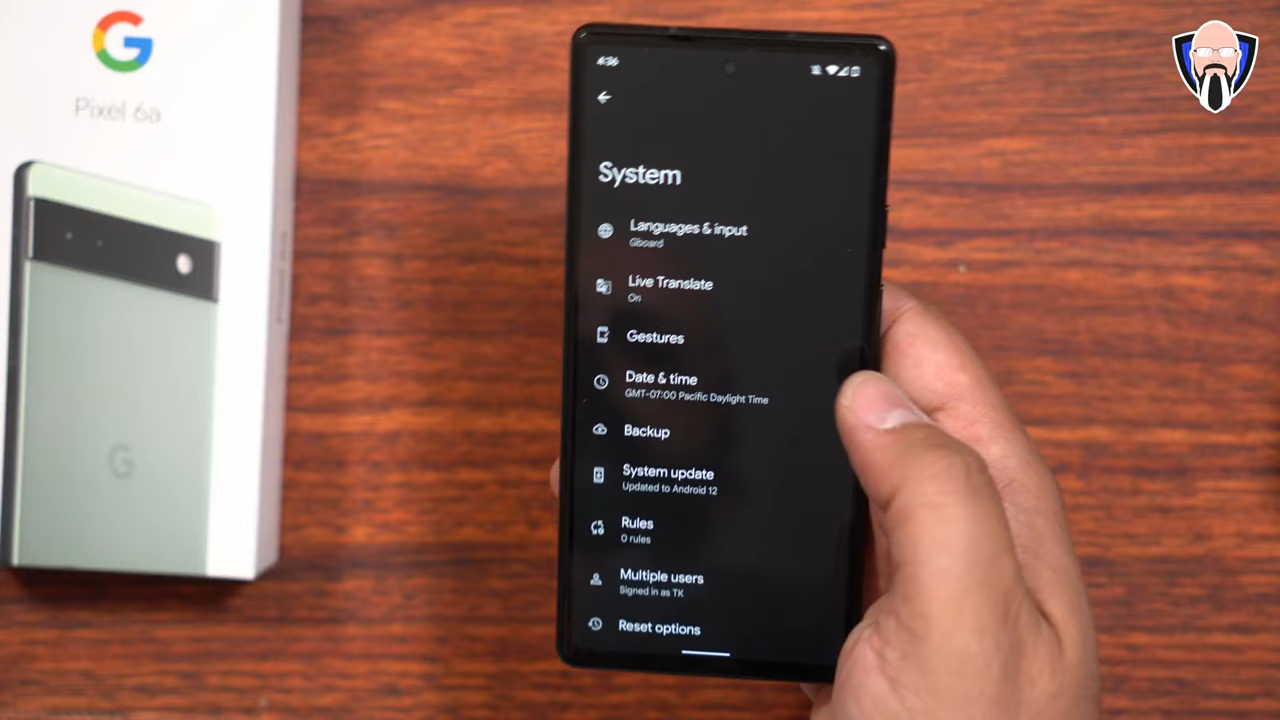 Pixel 6a
4:36
System
Languages & input
Gboard
Live Translate
On
Gestures
Date & time
GMT-07:00 Pacific Daylight Time
Backup
System update
Updated to Android 12
Rules
0 rules
Multiple users
Signed in as TK
Reset options